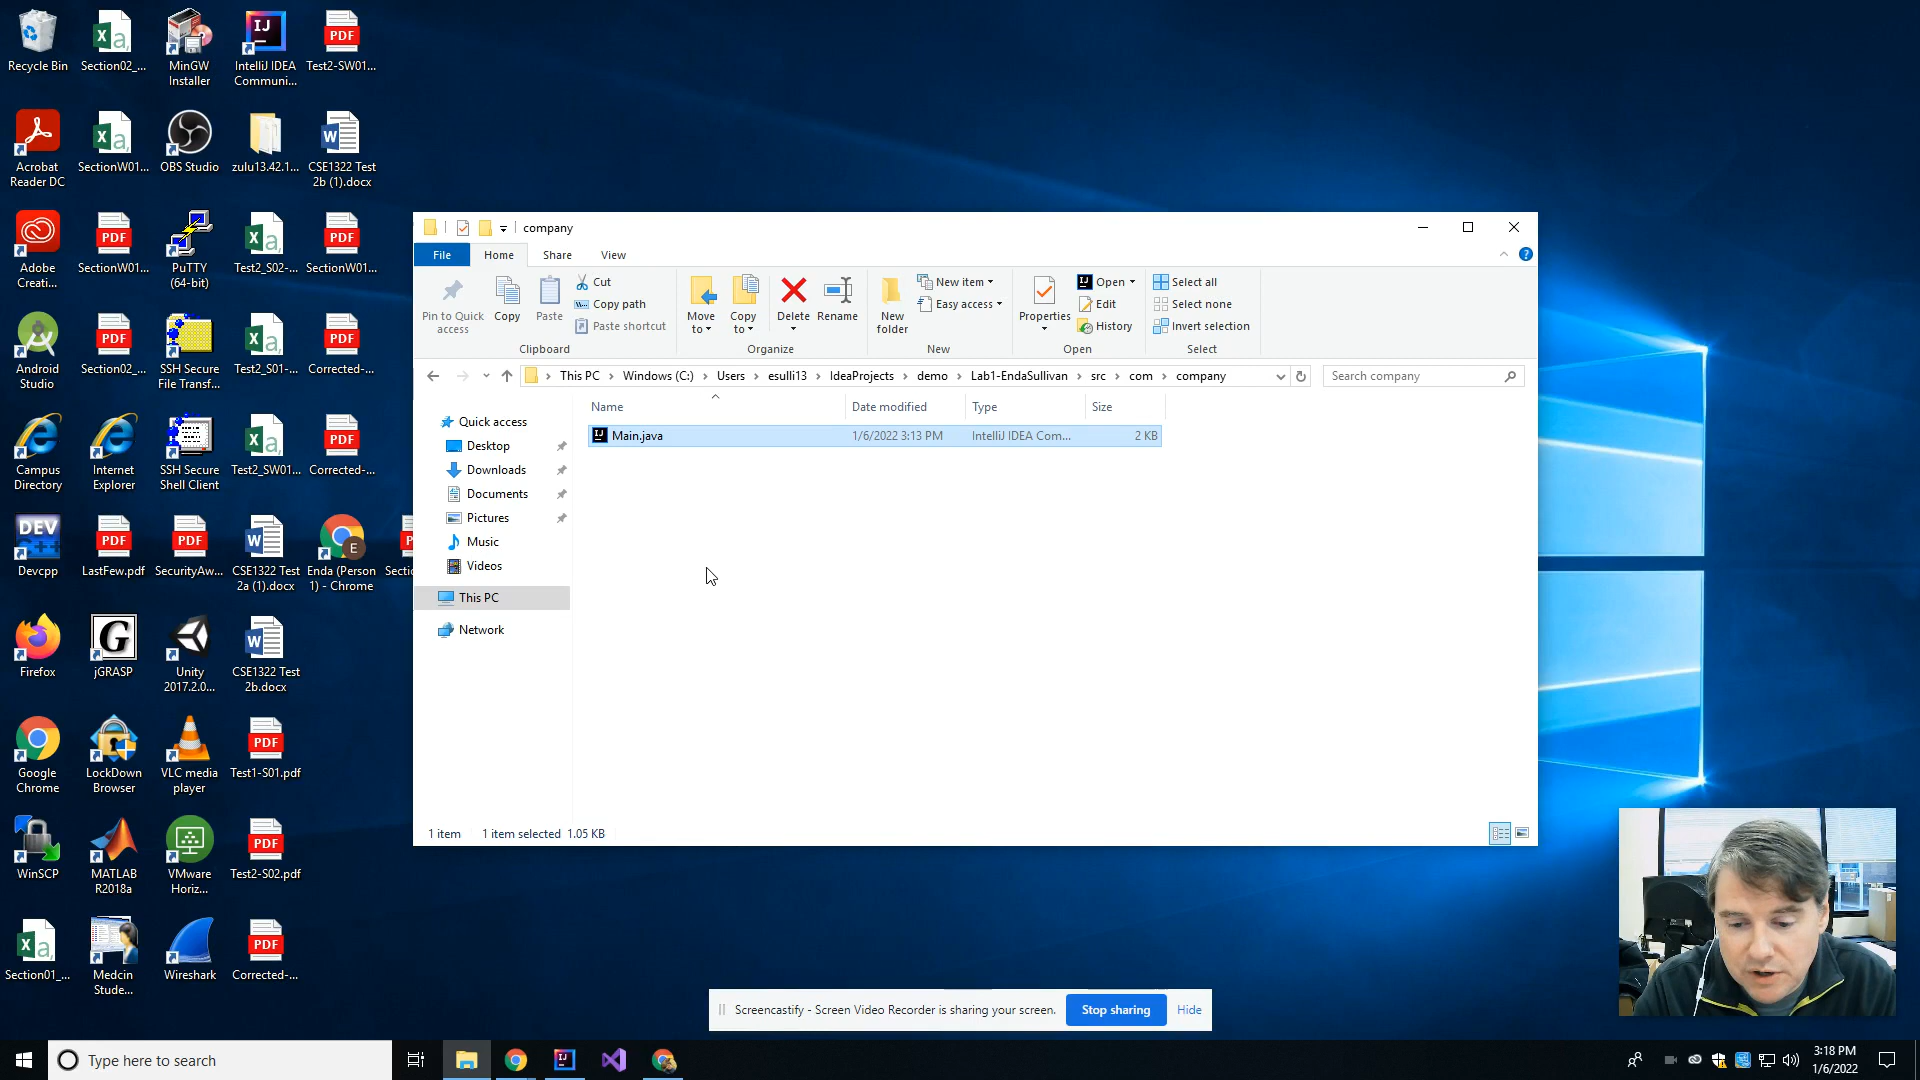 Recycle Bin
Section02_...
MinGW
Installer
IntelliJ IDEA
Communi...
Test2-SW01...
Acrobat
Reader DC
SectionW01...
OBS Studio
zulu13.42.1...
CSE1322 Test
2b (1).docx
Adobe
Creati...
SectionW01...
PuTTY
(64-bit)
Test2_S02-...
SectionW01...
Android
Studio
Section02_...
SSH Secure
File Transf...
Test2_S01-...
Corrected-...
Campus
Directory
Internet
Explorer
SSH Secure
Shell Client
Test2_SW01...
Corrected-...
Devcpp
LastFew.pdf
SecurityAw...
CSE1322 Test
2a (1).docx
Enda (Person
1) - Chrome
Firefox
jGRASP
Unity
2017.2.0...
CSE1322 Test
2b.docx
Google
Chrome
LockDown
Browser
VLC media
player
Test1-S01.pdf
WinSCP
MATLAB
R2018a
VMware
Horiz...
Test2-S02.pdf
Section01_...
Medcin
Stude...
Wireshark
Corrected-...
company
File Home Share View
Pin to Quick
access
Copy
Paste
Cut
Copy path
Paste shortcut
Clipboard
Move
to
Copy
to
Delete
Rename
Organize
New
folder
New item
Easy access
New
Properties
Open
Edit
History
Open
Select all
Select none
Invert selection
Select
This PC > Windows (C:) > Users > esulli13 > IdeaProjects > demo > Lab1-EndaSullivan > src > com > company
Search company
Name Date modified Type Size
Main.java 1/6/2022 3:13 PM IntelliJ IDEA Com... 2 KB
Quick access
Desktop
Downloads
Documents
Pictures
Music
Videos
This PC
Network
1 item 1 item selected 1.05 KB
Screencastify - Screen Video Recorder is sharing your screen. Stop sharing Hide
Type here to search
3:18 PM
1/6/2022